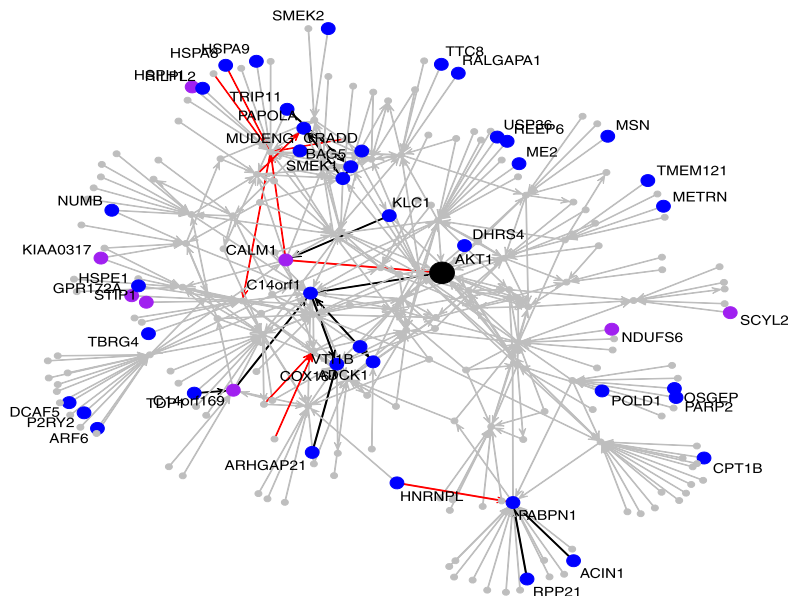 SMEK2
HSPA8
HSPA9
TTC8
RALGAPA1
TRIP11
PAPOLA
USP36
REEP6
MSN
MUDENG
CRADD
BAG5
SMEK1
ME2
TMEM121
METRN
NUMB
KLC1
DHRS4
KIAA0317
CALM1
AKT1
HSPE1
GPR172A
STIP1
C14orf1
SCYL2
TBRG4
NDUFS6
VTI1B
ADCK1
POLD1
OSGEP
PARP2
C14orf169
DCAF5
P2RY2
ARF6
ARHGAP21
HNRNPL
CPT1B
PABPN1
ACIN1
RPP21